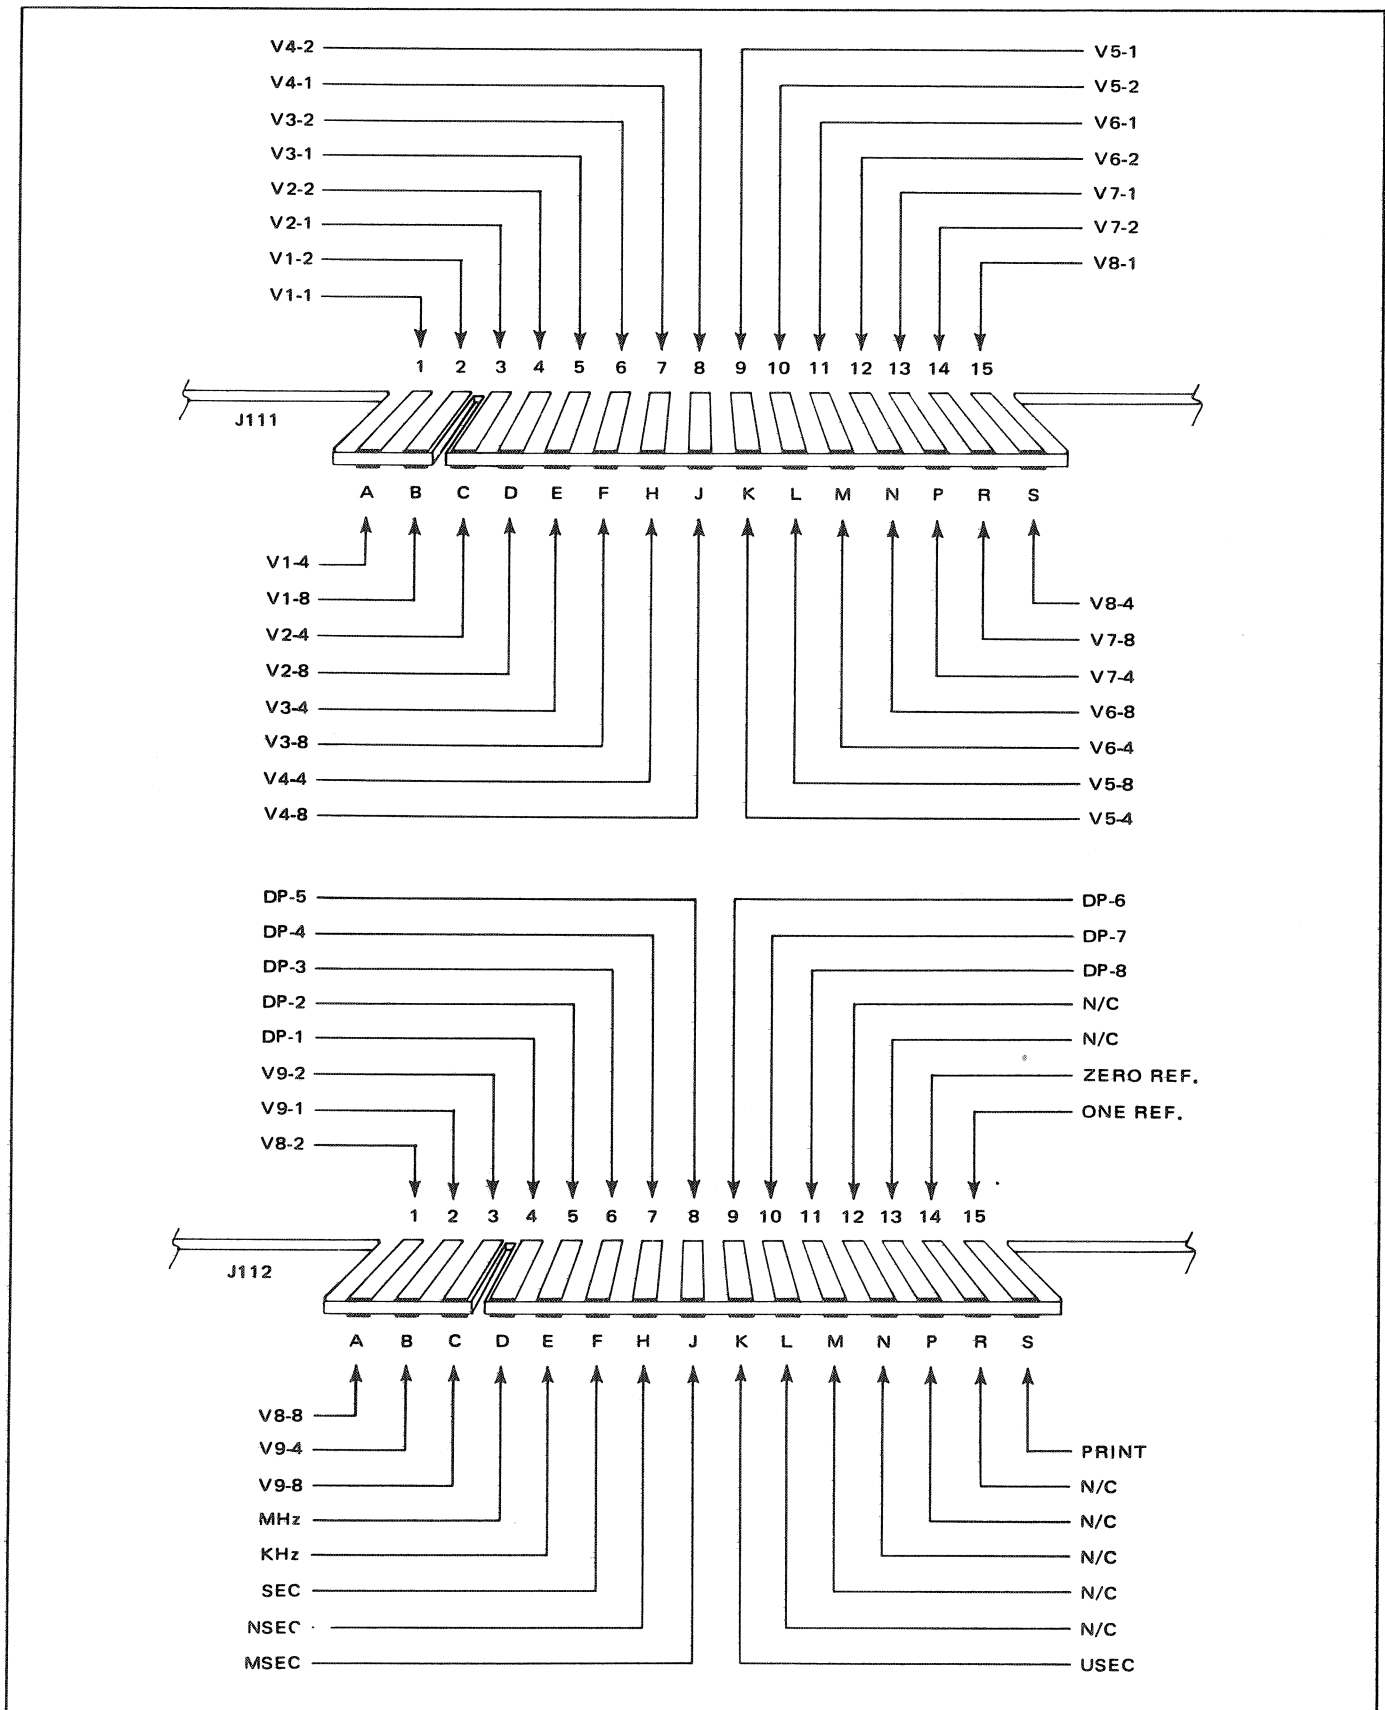 V4-2 V5-1
V4-1 V5-2
V3-2 V6-1
V3-1 V6-2
V2-2 V7-1
V2-1 V7-2
V1-2 V8-1
V1-1
1 2 3 4 5 6 7 8 9 10 11 12 13 14 15
J111
A B C D E F H J K L M N P R S
V1-4
V1-8 V8-4
V2-4 V7-8
V2-8 V7-4
V3-4 V6-8
V3-8 V6-4
V4-4 V5-8
V4-8 V5-4
DP-5 DP-6
DP-4 DP-7
DP-3 DP-8
DP-2 N/C
DP-1 N/C
V9-2 ZERO REF.
V9-1 ONE REF.
V8-2
1 2 3 4 5 6 7 8 9 10 11 12 13 14 15
J112
A B C D E F H J K L M N P R S
V8-8
V9-4 PRINT
V9-8 N/C
MHz N/C
KHz N/C
SEC N/C
NSEC N/C
MSEC USEC